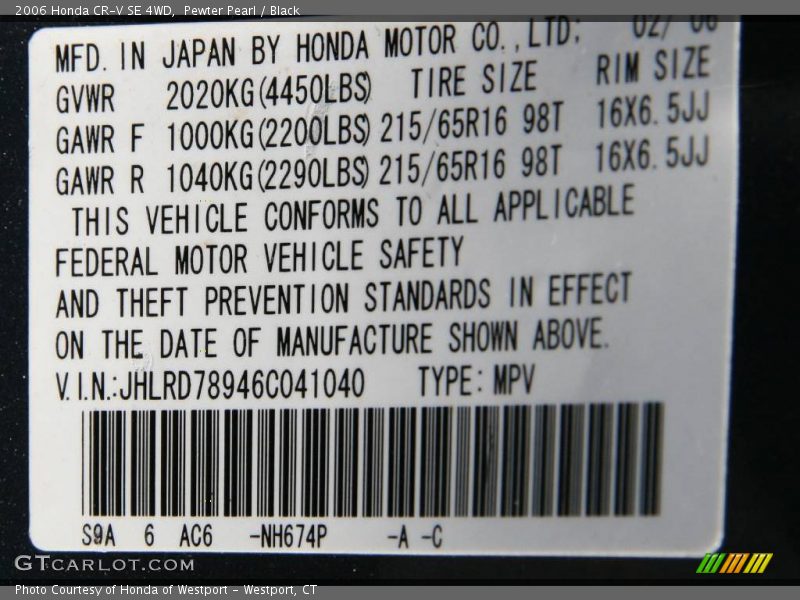 2006 Honda CR-V SE 4WD, Pewter Pearl / Black
MFD. IN JAPAN BY HONDA MOTOR CO.,LTD: 02/ 06
GVWR 2020KG(4450LBS) TIRE SIZE RIM SIZE
GAWR F 1000KG(2200LBS) 215/65R16 98T 16X6.5JJ
GAWR R 1040KG(2290LBS) 215/65R16 98T 16X6.5JJ
THIS VEHICLE CONFORMS TO ALL APPLICABLE
FEDERAL MOTOR VEHICLE SAFETY
AND THEFT PREVENTION STANDARDS IN EFFECT
ON THE DATE OF MANUFACTURE SHOWN ABOVE.
V.I.N.:JHLRD78946C041040 TYPE: MPV
S9A 6 AC6 -NH674P -A -C
GTCARLOT.COM
Photo Courtesy of Honda of Westport - Westport, CT